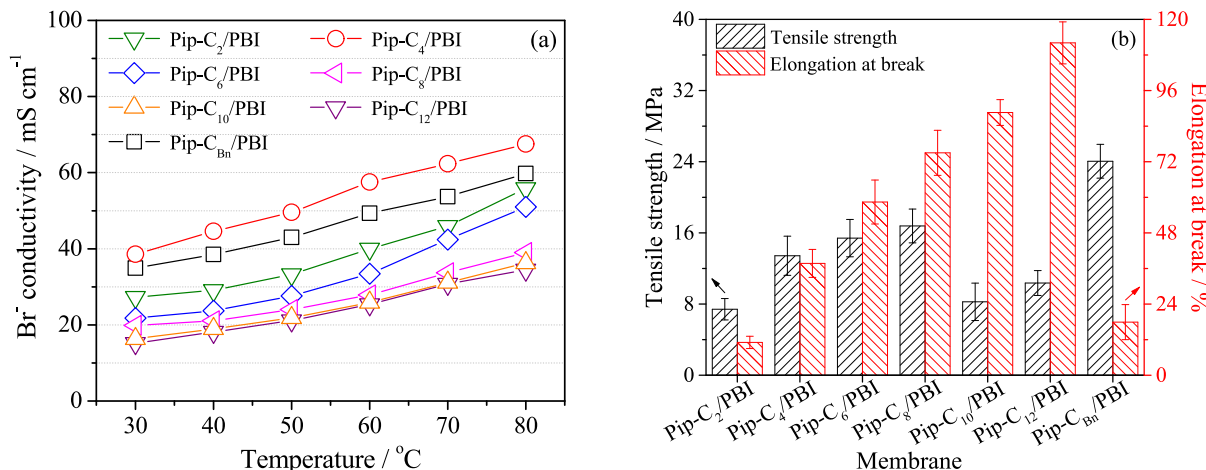 (a)
Pip-C2/PBI
Pip-C4/PBI
Pip-C6/PBI
Pip-C8/PBI
Pip-C10/PBI
Pip-C12/PBI
Pip-CBn/PBI
Br- conductivity / mS cm-1
100
80
60
40
20
0
30
40
50
60
70
80
Temperature / oC
(b)
Tensile strength
Elongation at break
Tensile strength / MPa
40
32
24
16
8
0
Elongation at break / %
120
96
72
48
24
0
Pip-C2/PBI
Pip-C4/PBI
Pip-C6/PBI
Pip-C8/PBI
Pip-C10/PBI
Pip-C12/PBI
Pip-CBn/PBI
Membrane